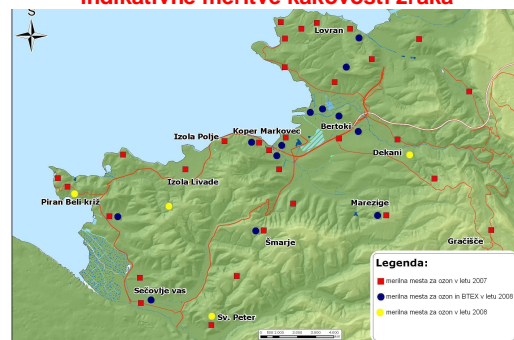 Indikativne meritve kakovosti zraka
S
Lovran
Izola Polje
Koper Markovec
Bertoki
Dekani
Izola Livade
Piran Beli križ
Marezige
Šmarje
Gračišče
Sečovlje vas
Sv. Peter
Legenda:
merilna mesta za ozon v letu 2007
merilna mesta za ozon in BTEX v letu 2008
merilna mesta za ozon v letu 2008